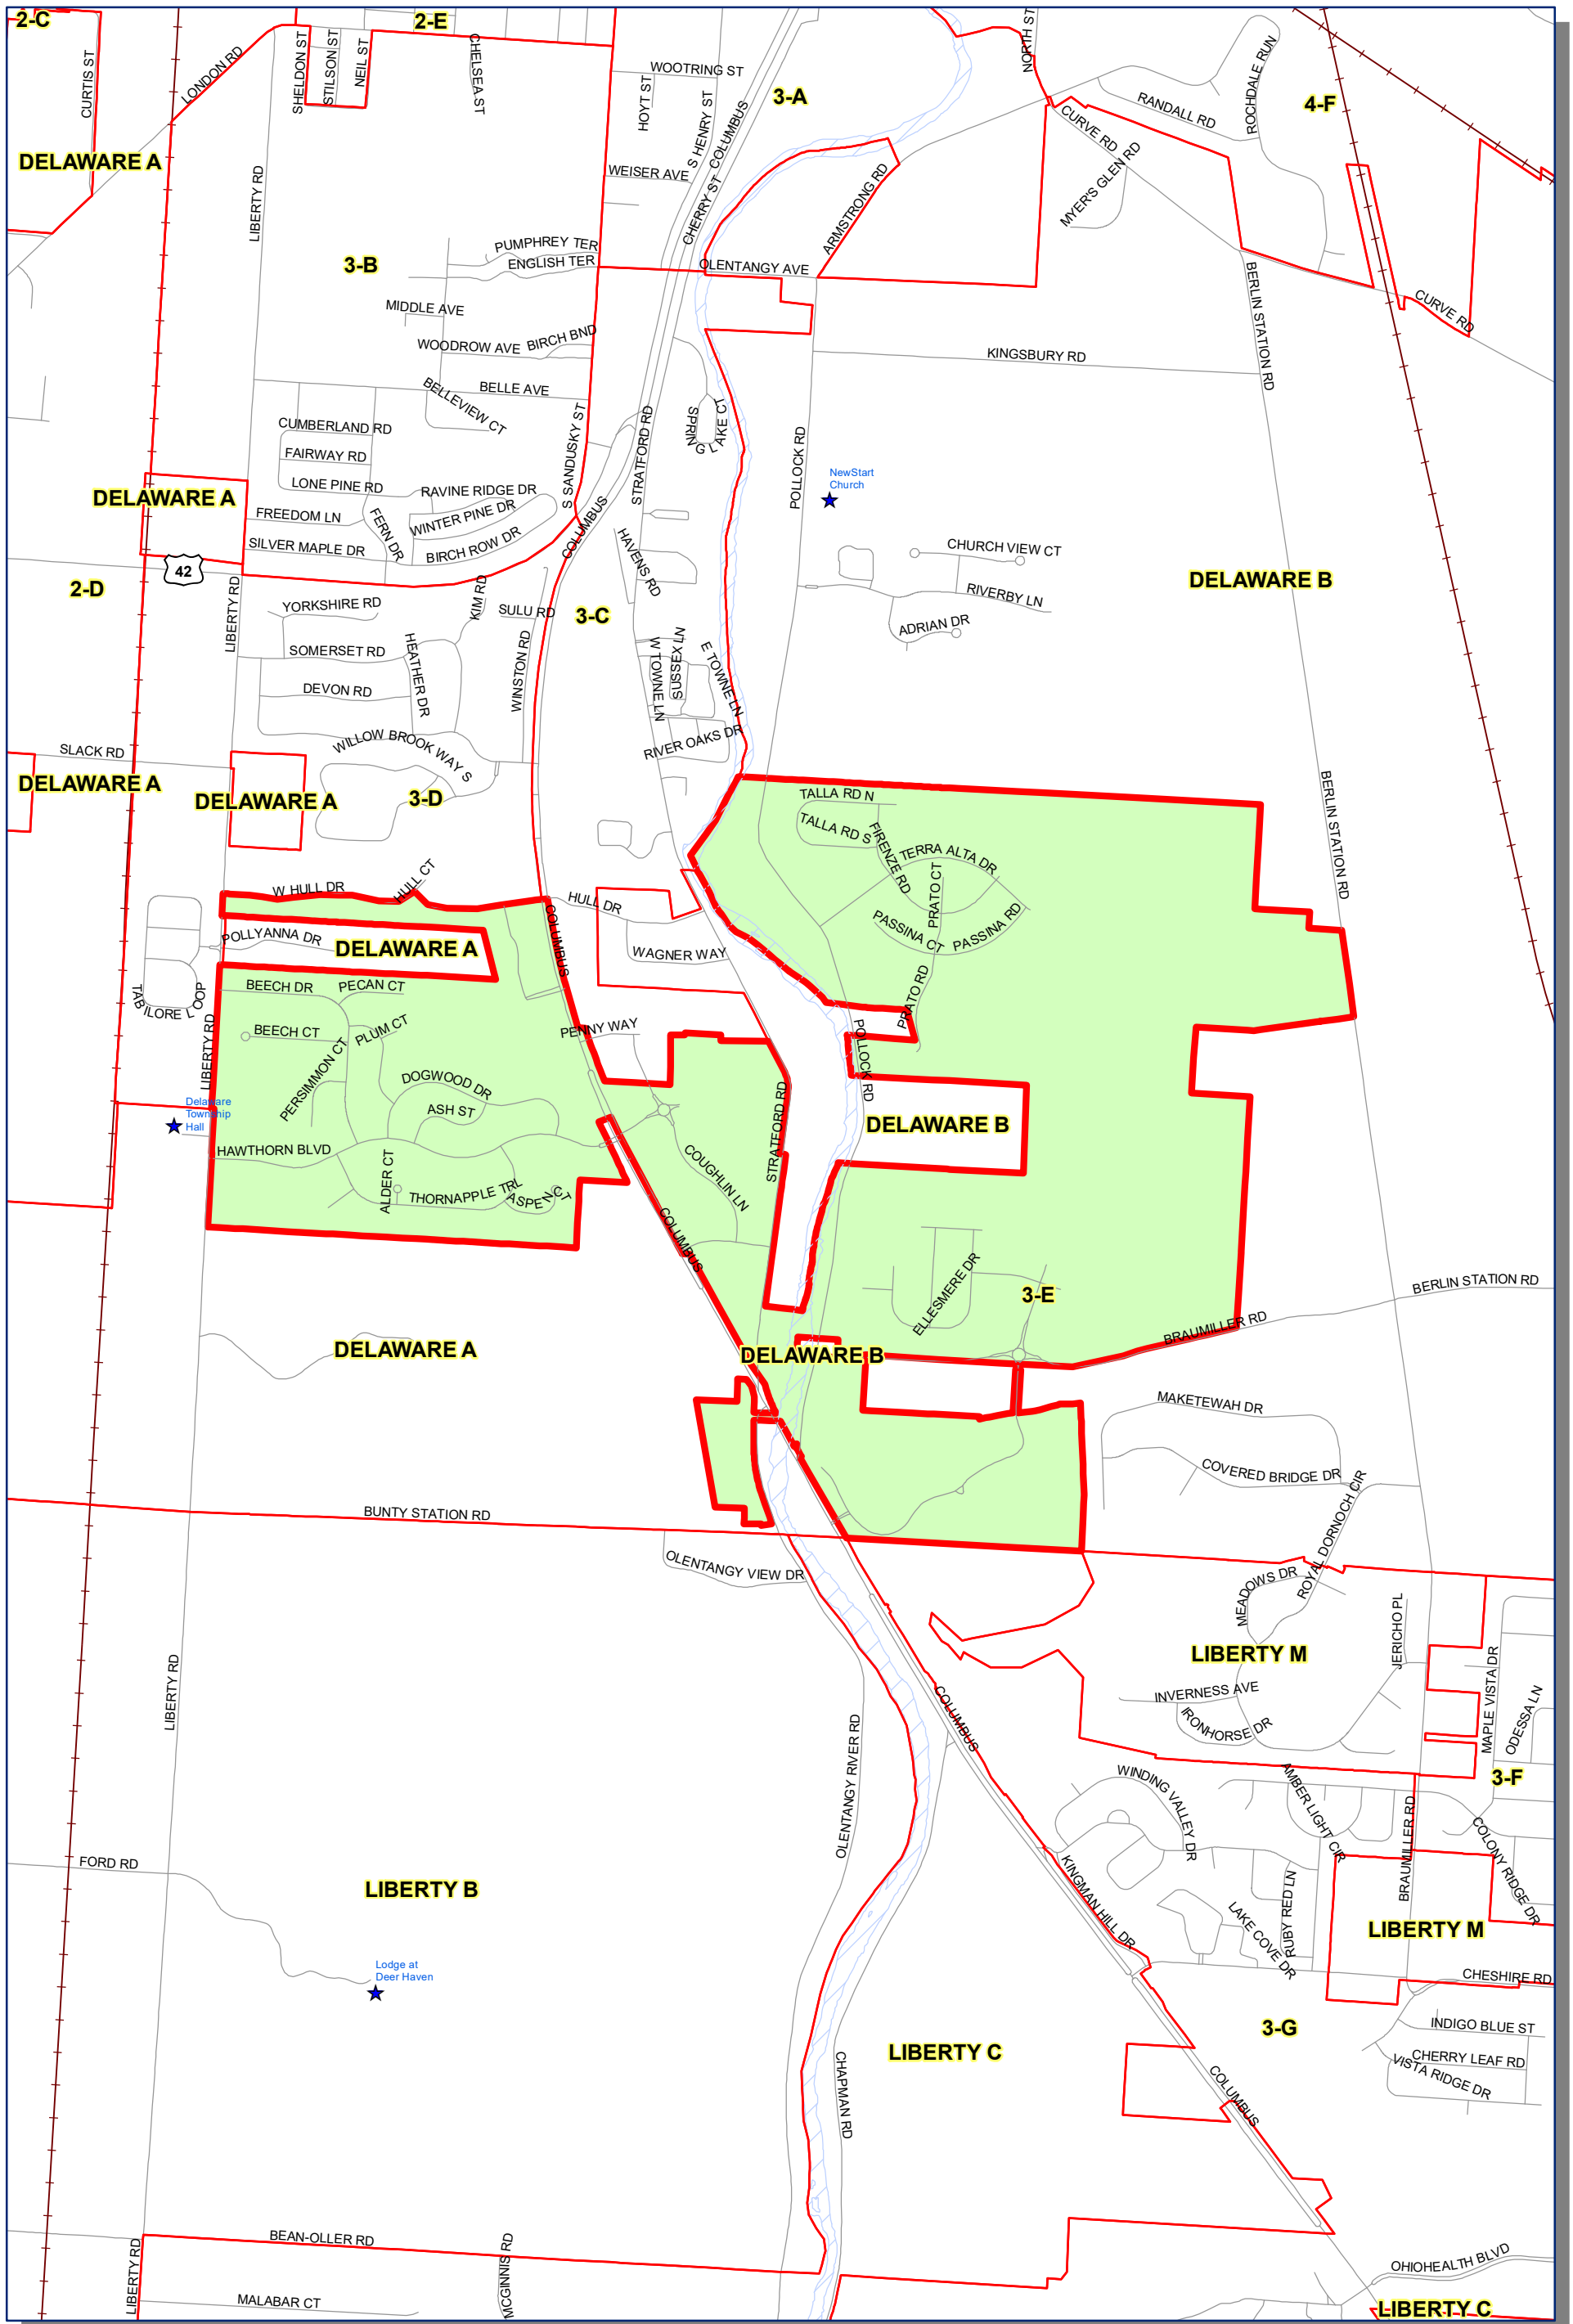 2-C
2-E
CURTIS ST
LONDON RD
SHELDON ST
STILSON ST
NEIL ST
CHELSEA ST
WOOTRING ST
HOYT ST
S HENRY ST
COLUMBUS
CHERRY ST
3-A
NORTH ST
RANDALL RD
ROCHDALE RUN
4-F
CURVE RD
MYER'S GLEN RD
DELAWARE A
LIBERTY RD
WEISER AVE
ARMSTRONG RD
3-B
PUMPHREY TER
ENGLISH TER
OLENTANGY AVE
BERLIN STATION RD
CURVE RD
MIDDLE AVE
WOODROW AVE
BIRCH BND
KINGSBURY RD
BELLE AVE
BELLEVIEW CT
CUMBERLAND RD
FAIRWAY RD
LONE PINE RD
RAVINE RIDGE DR
WINTER PINE DR
BIRCH ROW DR
FREEDOM LN
FERN DR
SILVER MAPLE DR
S SANDUSKY ST
STRATFORD RD
SPRING LAKE CT
POLLOCK RD
NewStart
Church
DELAWARE A
42
2-D
COLUMBUS
HAVENS RD
CHURCH VIEW CT
RIVERBY LN
ADRIAN DR
DELAWARE B
LIBERTY RD
YORKSHIRE RD
KIM RD
SULU RD
3-C
SOMERSET RD
HEATHER DR
DEVON RD
WINSTON RD
W TOWNE LN
SUSSEX LN
E TOWNE LN
RIVER OAKS DR
WILLOW BROOK WAY S
SLACK RD
DELAWARE A
DELAWARE A
3-D
BERLIN STATION RD
TALLA RD N
TALLA RD S
FIRENZE RD
TERRA ALTA DR
PRATO CT
PASSINA CT
PASSINA RD
PRATO RD
W HULL DR
HULL CT
HULL DR
COLUMBUS
WAGNER WAY
POLLYANNA DR
DELAWARE A
TABILORE LOOP
BEECH DR
PECAN CT
BEECH CT
PLUM CT
PERSIMMON CT
DOGWOOD DR
ASH ST
PENNY WAY
LIBERTY RD
Delaware
Township
Hall
HAWTHORN BLVD
ALDER CT
THORNAPPLE TRL
ASPEN CT
COUGHLIN LN
STRATFORD RD
POLLOCK RD
DELAWARE B
COLUMBUS
ELLESMERE DR
3-E
BRAUMILLER RD
BERLIN STATION RD
DELAWARE A
DELAWARE B
MAKETEWAH DR
COVERED BRIDGE DR
ROYAL DORNOCH CIR
BUNTY STATION RD
OLENTANGY VIEW DR
MEADOWS DR
JERICHO PL
LIBERTY M
MAPLE VISTA DR
ODESSA LN
INVERNESS AVE
IRONHORSE DR
LIBERTY RD
OLENTANGY RIVER RD
COLUMBUS
WINDING VALLEY DR
AMBER LIGHT CIR
3-F
BRAUMILLER RD
COLONY RIDGE DR
FORD RD
LIBERTY B
KINGMAN HILL DR
RUBY RED LN
LAKE COVE DR
LIBERTY M
Lodge at
Deer Haven
CHESHIRE RD
3-G
INDIGO BLUE ST
CHERRY LEAF RD
VISTA RIDGE DR
LIBERTY C
CHAPMAN RD
COLUMBUS
BEAN-OLLER RD
LIBERTY RD
MCGINNIS RD
MALABAR CT
OHIOHEALTH BLVD
LIBERTY C